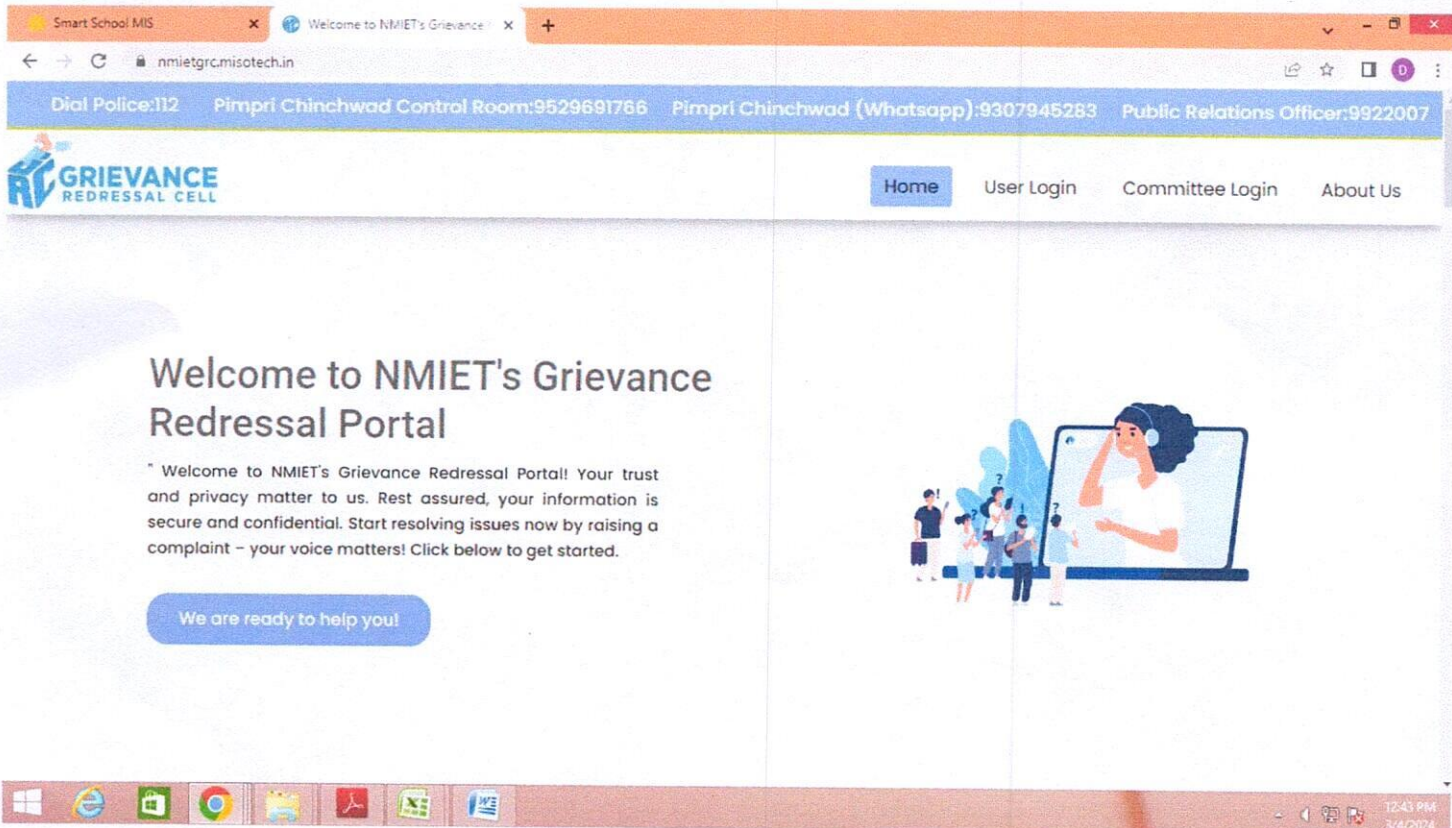 Smart School MIS
Welcome to NMIET's Grievance
nmietgrc.misotech.in
D
Dial Police:112 Pimpri Chinchwad Control Room:9529691766 Pimpri Chinchwad (Whatsapp):9307945283 Public Relations Officer:9922007
GRIEVANCE
REDRESSAL CELL
Home User Login Committee Login About Us
Welcome to NMIET's Grievance
Redressal Portal
" Welcome to NMIET's Grievance Redressal Portal! Your trust
and privacy matter to us. Rest assured, your information is
secure and confidential. Start resolving issues now by raising a
complaint – your voice matters! Click below to get started.
We are ready to help you!
12:43 PM
3/4/2024